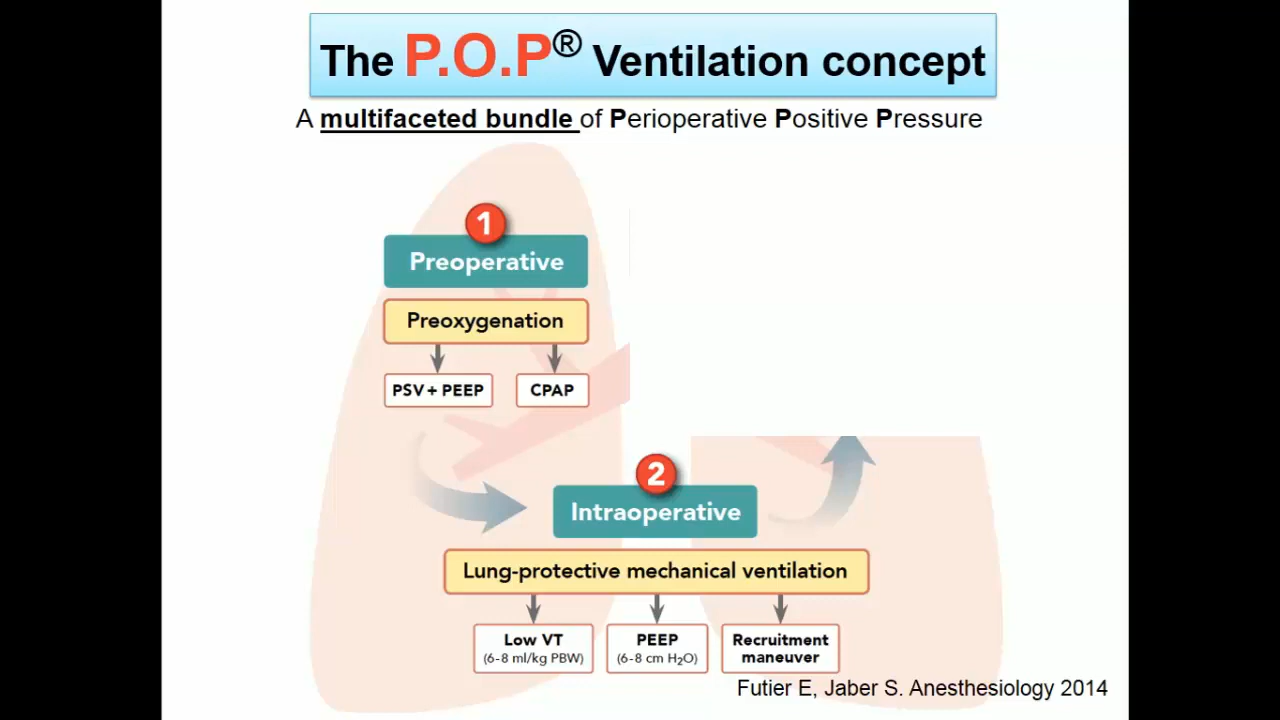 The P.O.P® Ventilation concept
A multifaceted bundle of Perioperative Positive Pressure
1
Preoperative
Preoxygenation
PSV + PEEP
CPAP
2
Intraoperative
Lung-protective mechanical ventilation
Low VT
(6-8 ml/kg PBW)
PEEP
(6-8 cm H₂O)
Recruitment
maneuver
Futier E, Jaber S. Anesthesiology 2014